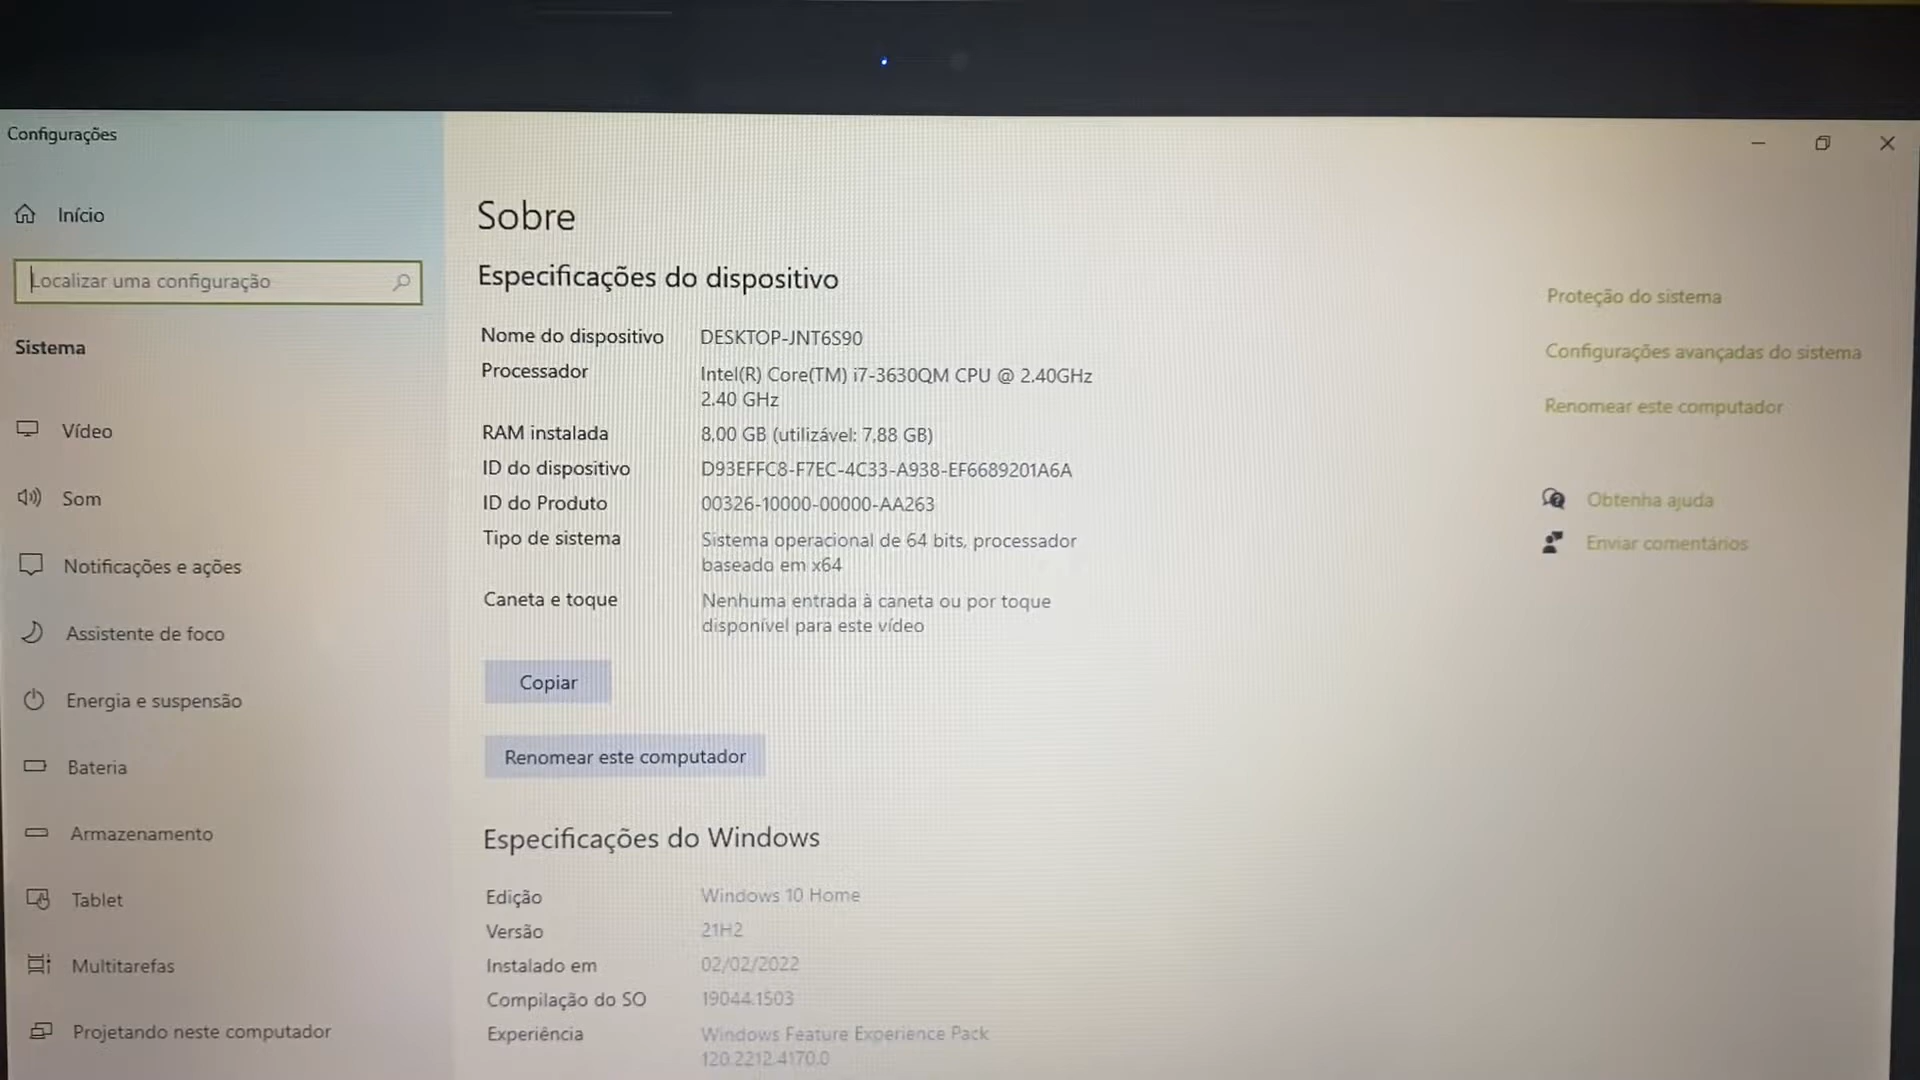 Configurações
Início
Localizar uma configuração
Sistema
Vídeo
Som
Notificações e ações
Assistente de foco
Energia e suspensão
Bateria
Armazenamento
Tablet
Multitarefas
Projetando neste computador
Sobre
Especificações do dispositivo
Nome do dispositivo DESKTOP-JNT6S90
Processador Intel(R) Core(TM) i7-3630QM CPU @ 2.40GHz
2.40 GHz
RAM instalada 8,00 GB (utilizável: 7,88 GB)
ID do dispositivo D93EFFC8-F7EC-4C33-A938-EF6689201A6A
ID do Produto 00326-10000-00000-AA263
Tipo de sistema Sistema operacional de 64 bits, processador
baseado em x64
Caneta e toque Nenhuma entrada à caneta ou por toque
disponível para este vídeo
Copiar
Renomear este computador
Especificações do Windows
Edição Windows 10 Home
Versão 21H2
Instalado em 02/02/2022
Compilação do SO 19044.1503
Experiência Windows Feature Experience Pack
120.2212.4170.0
Proteção do sistema
Configurações avançadas do sistema
Renomear este computador
Obtenha ajuda
Enviar comentários